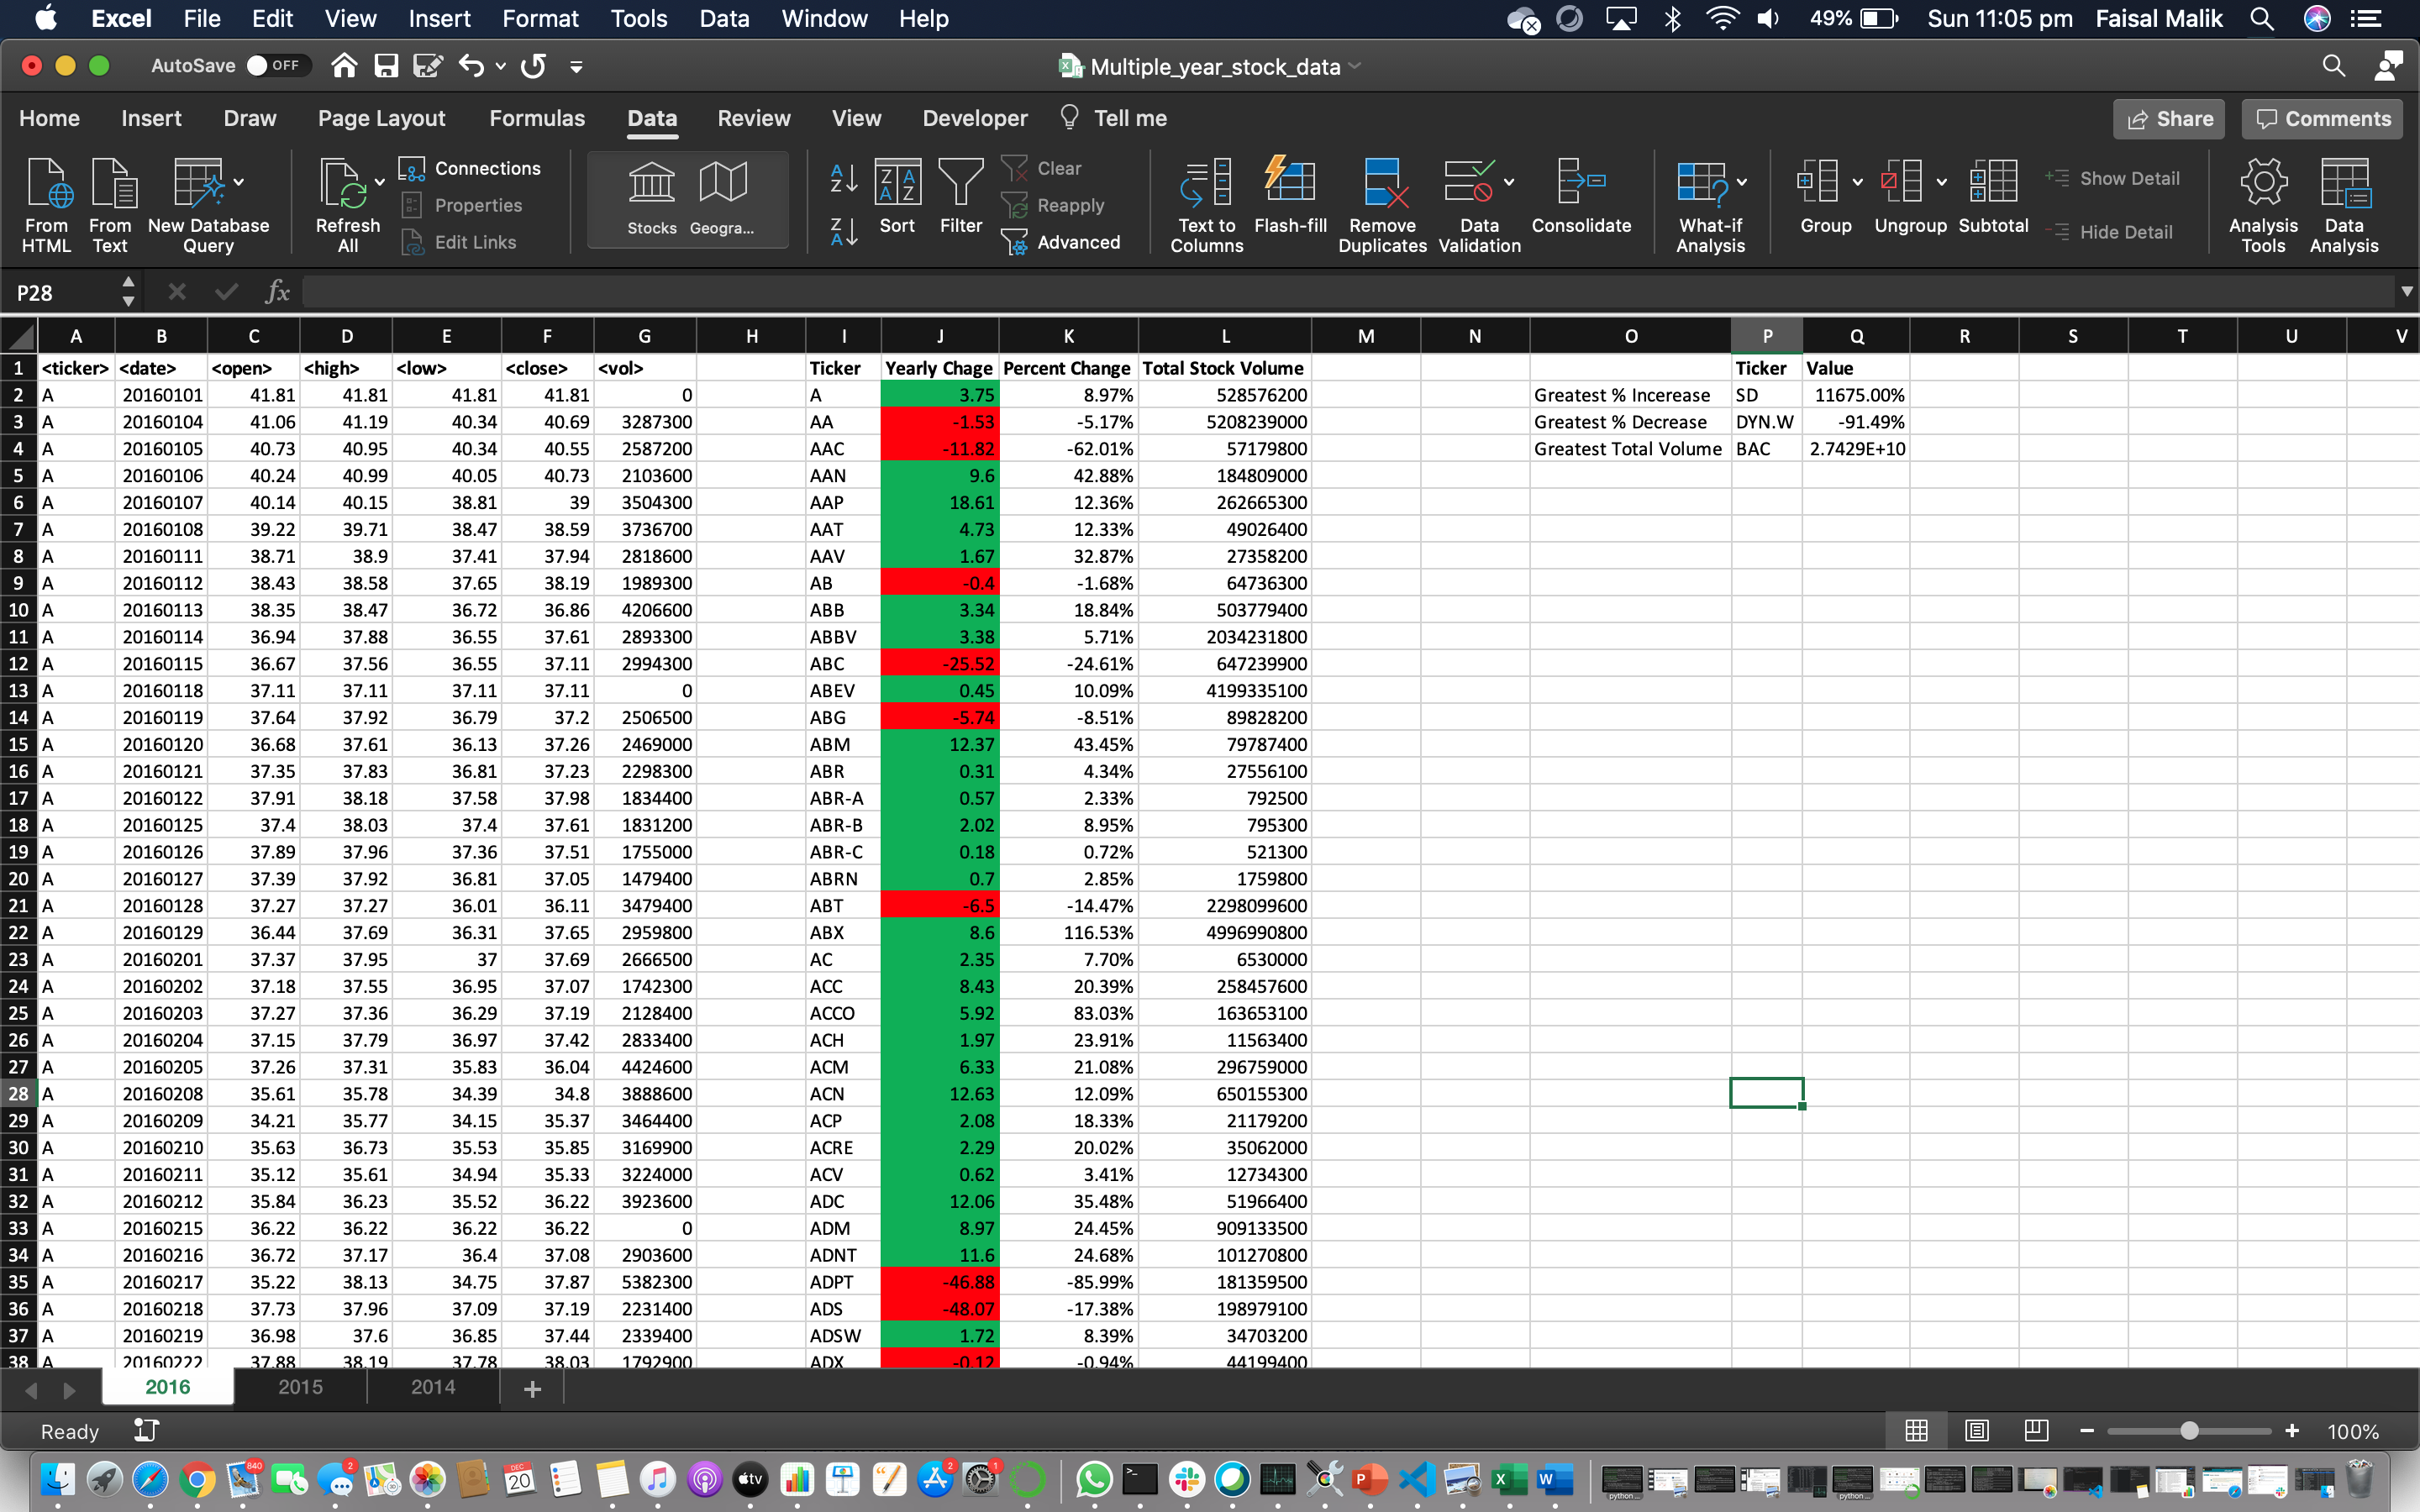 Excel File Edit View Insert Format Tools Data Window Help 49% Sun 11:05 pm Faisal Malik
AutoSave OFF Multiple_year_stock_data
Home Insert Draw Page Layout Formulas Data Review View Developer Tell me Share Comments
From HTML From Text New Database Query Refresh All Connections Properties Edit Links Stocks Geogra... Sort Filter Clear Reapply Advanced Text to Columns Flash-fill Remove Duplicates Data Validation Consolidate What-if Analysis Group Ungroup Subtotal Show Detail Hide Detail Analysis Tools Data Analysis
P28 fx
A B C D E F G H I J K L M N O P Q R S T U V
1 <ticker> <date> <open> <high> <low> <close> <vol> Ticker Yearly Chage Percent Change Total Stock Volume Ticker Value
2 A 20160101 41.81 41.81 41.81 41.81 0 A 3.75 8.97% 528576200 Greatest % Incerease SD 11675.00%
3 A 20160104 41.06 41.19 40.34 40.69 3287300 AA -1.53 -5.17% 5208239000 Greatest % Decrease DYN.W -91.49%
4 A 20160105 40.73 40.95 40.34 40.55 2587200 AAC -11.82 -62.01% 57179800 Greatest Total Volume BAC 2.7429E+10
5 A 20160106 40.24 40.99 40.05 40.73 2103600 AAN 9.6 42.88% 184809000
6 A 20160107 40.14 40.15 38.81 39 3504300 AAP 18.61 12.36% 262665300
7 A 20160108 39.22 39.71 38.47 38.59 3736700 AAT 4.73 12.33% 49026400
8 A 20160111 38.71 38.9 37.41 37.94 2818600 AAV 1.67 32.87% 27358200
9 A 20160112 38.43 38.58 37.65 38.19 1989300 AB -0.4 -1.68% 64736300
10 A 20160113 38.35 38.47 36.72 36.86 4206600 ABB 3.34 18.84% 503779400
11 A 20160114 36.94 37.88 36.55 37.61 2893300 ABBV 3.38 5.71% 2034231800
12 A 20160115 36.67 37.56 36.55 37.11 2994300 ABC -25.52 -24.61% 647239900
13 A 20160118 37.11 37.11 37.11 37.11 0 ABEV 0.45 10.09% 4199335100
14 A 20160119 37.64 37.92 36.79 37.2 2506500 ABG -5.74 -8.51% 89828200
15 A 20160120 36.68 37.61 36.13 37.26 2469000 ABM 12.37 43.45% 79787400
16 A 20160121 37.35 37.83 36.81 37.23 2298300 ABR 0.31 4.34% 27556100
17 A 20160122 37.91 38.18 37.58 37.98 1834400 ABR-A 0.57 2.33% 792500
18 A 20160125 37.4 38.03 37.4 37.61 1831200 ABR-B 2.02 8.95% 795300
19 A 20160126 37.89 37.96 37.36 37.51 1755000 ABR-C 0.18 0.72% 521300
20 A 20160127 37.39 37.92 36.81 37.05 1479400 ABRN 0.7 2.85% 1759800
21 A 20160128 37.27 37.27 36.01 36.11 3479400 ABT -6.5 -14.47% 2298099600
22 A 20160129 36.44 37.69 36.31 37.65 2959800 ABX 8.6 116.53% 4996990800
23 A 20160201 37.37 37.95 37 37.69 2666500 AC 2.35 7.70% 6530000
24 A 20160202 37.18 37.55 36.95 37.07 1742300 ACC 8.43 20.39% 258457600
25 A 20160203 37.27 37.36 36.29 37.19 2128400 ACCO 5.92 83.03% 163653100
26 A 20160204 37.15 37.79 36.97 37.42 2833400 ACH 1.97 23.91% 11563400
27 A 20160205 37.26 37.31 35.83 36.04 4424600 ACM 6.33 21.08% 296759000
28 A 20160208 35.61 35.78 34.39 34.8 3888600 ACN 12.63 12.09% 650155300
29 A 20160209 34.21 35.77 34.15 35.37 3464400 ACP 2.08 18.33% 21179200
30 A 20160210 35.63 36.73 35.53 35.85 3169900 ACRE 2.29 20.02% 35062000
31 A 20160211 35.12 35.61 34.94 35.33 3224000 ACV 0.62 3.41% 12734300
32 A 20160212 35.84 36.23 35.52 36.22 3923600 ADC 12.06 35.48% 51966400
33 A 20160215 36.22 36.22 36.22 36.22 0 ADM 8.97 24.45% 909133500
34 A 20160216 36.72 37.17 36.4 37.08 2903600 ADNT 11.6 24.68% 101270800
35 A 20160217 35.22 38.13 34.75 37.87 5382300 ADPT -46.88 -85.99% 181359500
36 A 20160218 37.73 37.96 37.09 37.19 2231400 ADS -48.07 -17.38% 198979100
37 A 20160219 36.98 37.6 36.85 37.44 2339400 ADSW 1.72 8.39% 34703200
38 A 20160222 37.88 38.19 37.78 38.03 1792900 ADX -0.12 -0.94% 44199400
2016 2015 2014 +
Ready 100%
840 2 DEC 20 tv 2 1 P X W python python